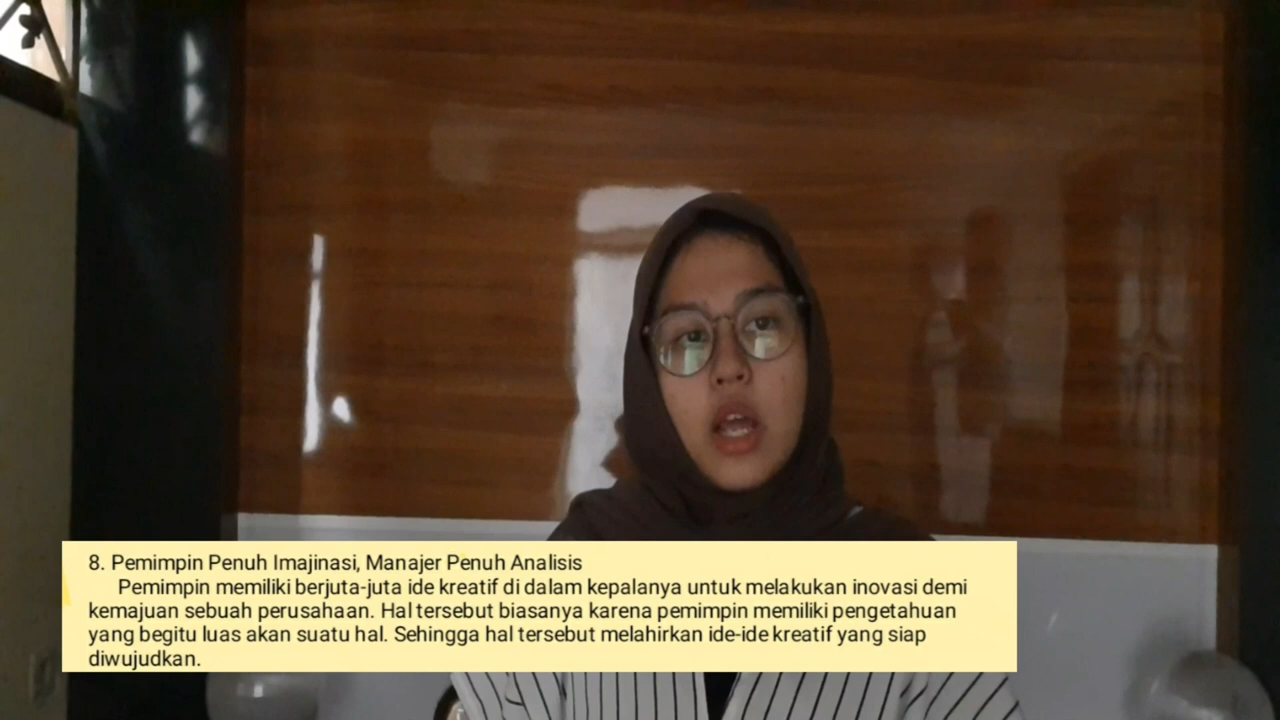 8. Pemimpin Penuh Imajinasi, Manajer Penuh Analisis
Pemimpin memiliki berjuta-juta ide kreatif di dalam kepalanya untuk melakukan inovasi demi
kemajuan sebuah perusahaan. Hal tersebut biasanya karena pemimpin memiliki pengetahuan
yang begitu luas akan suatu hal. Sehingga hal tersebut melahirkan ide-ide kreatif yang siap
diwujudkan.